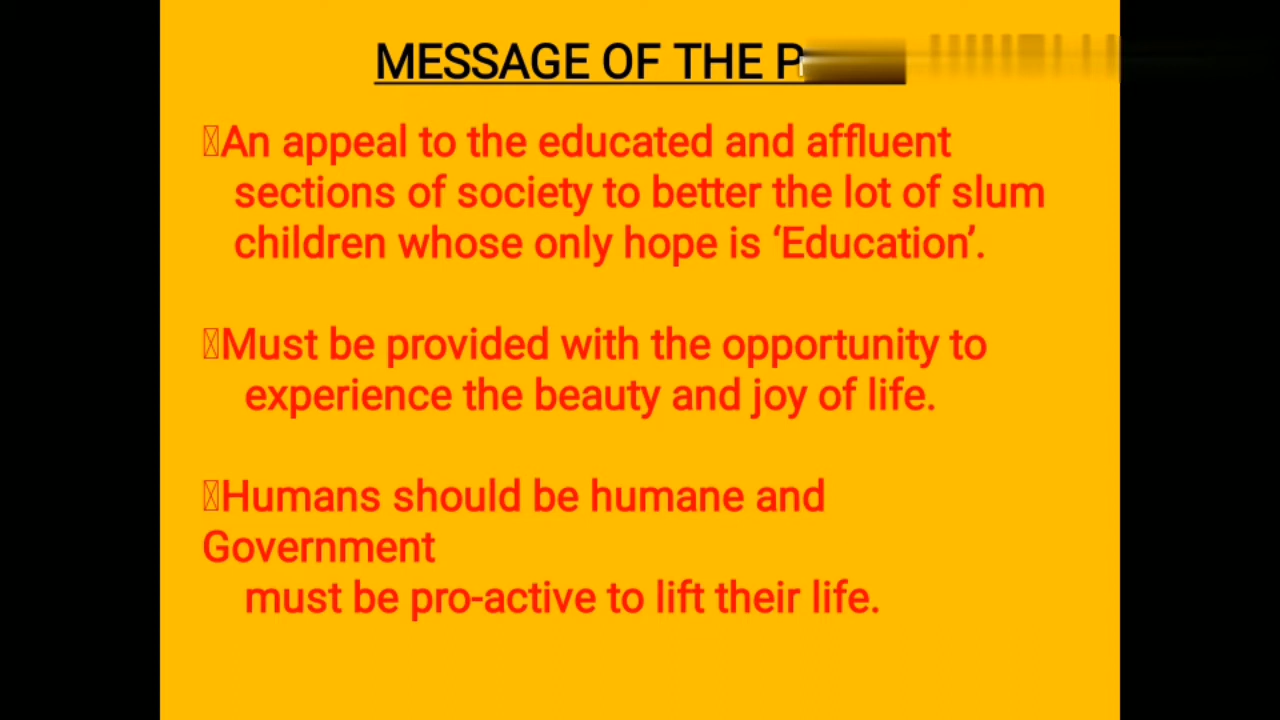 MESSAGE OF THE
An appeal to the educated and affluent
sections of society to better the lot of slum
children whose only hope is ‘Education’.
Must be provided with the opportunity to
experience the beauty and joy of life.
Humans should be humane and
Government
must be pro-active to lift their life.